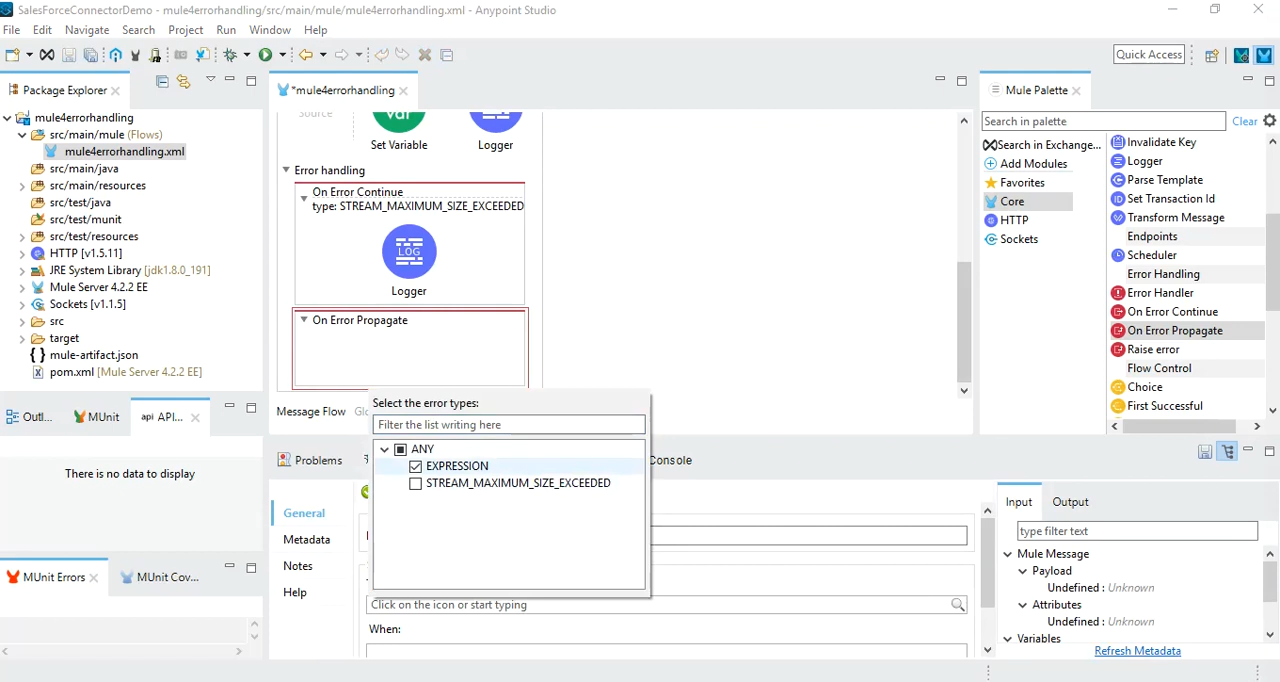 SalesForceConnectorDemo - mule4errorhandling/src/main/mule/mule4errorhandling.xml - Anypoint Studio
File Edit Navigate Search Project Run Window Help
Quick Access
Package Explorer
mule4errorhandling
src/main/mule (Flows)
mule4errorhandling.xml
src/main/java
src/main/resources
src/test/java
src/test/munit
src/test/resources
HTTP [v1.5.11]
JRE System Library [jdk1.8.0_191]
Mule Server 4.2.2 EE
Sockets [v1.1.5]
src
target
mule-artifact.json
pom.xml [Mule Server 4.2.2 EE]
Outl...
MUnit
api API...
There is no data to display
MUnit Errors
MUnit Cov...
*mule4errorhandling
Source
Set Variable
Logger
Error handling
On Error Continue
type: STREAM_MAXIMUM_SIZE_EXCEEDED
LOG
Logger
On Error Propagate
Message Flow
Select the error types:
Filter the list writing here
ANY
EXPRESSION
STREAM_MAXIMUM_SIZE_EXCEEDED
Problems
Console
General
Metadata
Notes
Help
Click on the icon or start typing
When:
Mule Palette
Search in palette
Clear
Search in Exchange...
Add Modules
Favorites
Core
HTTP
Sockets
Invalidate Key
Logger
Parse Template
Set Transaction Id
Transform Message
Endpoints
Scheduler
Error Handling
Error Handler
On Error Continue
On Error Propagate
Raise error
Flow Control
Choice
First Successful
Input
Output
type filter text
Mule Message
Payload
Undefined : Unknown
Attributes
Undefined : Unknown
Variables
Refresh Metadata